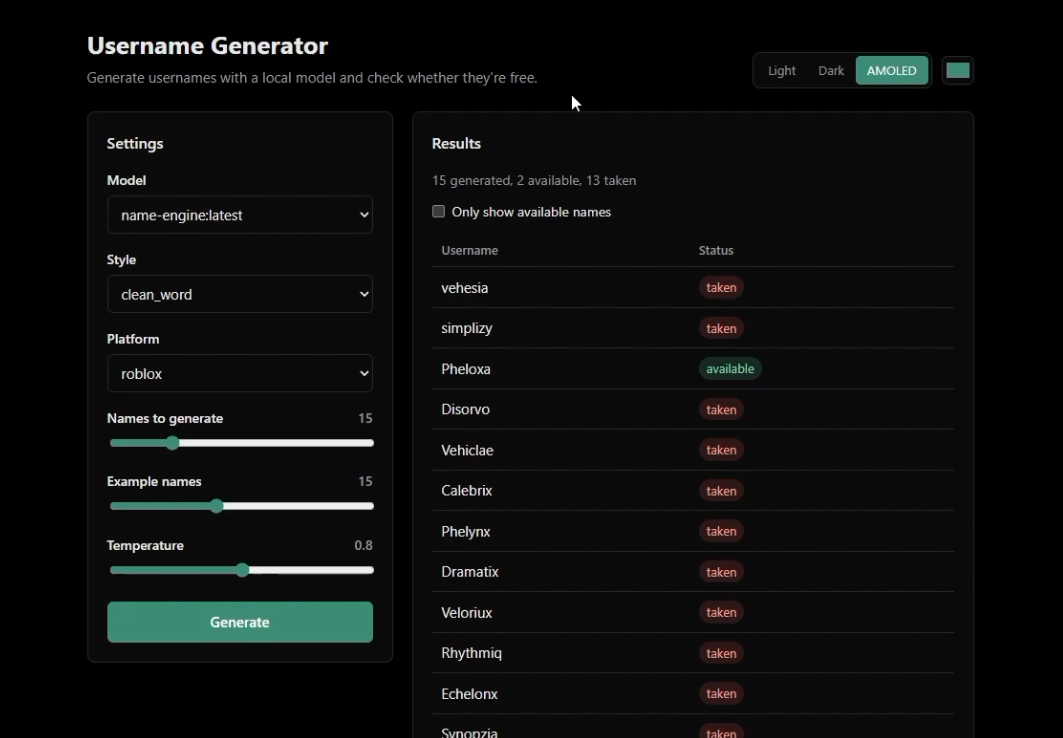 Username Generator
Generate usernames with a local model and check whether they're free.
Light Dark AMOLED
Settings
Model
name-engine:latest
Style
clean_word
Platform
roblox
Names to generate 15
Example names 15
Temperature 0.8
Generate
Results
15 generated, 2 available, 13 taken
Only show available names
Username Status
vehesia taken
simplizy taken
Pheloxa available
Disorvo taken
Vehiclae taken
Calebrix taken
Phelynx taken
Dramatix taken
Veloriux taken
Rhythmiq taken
Echelonx taken
Synopzia taken